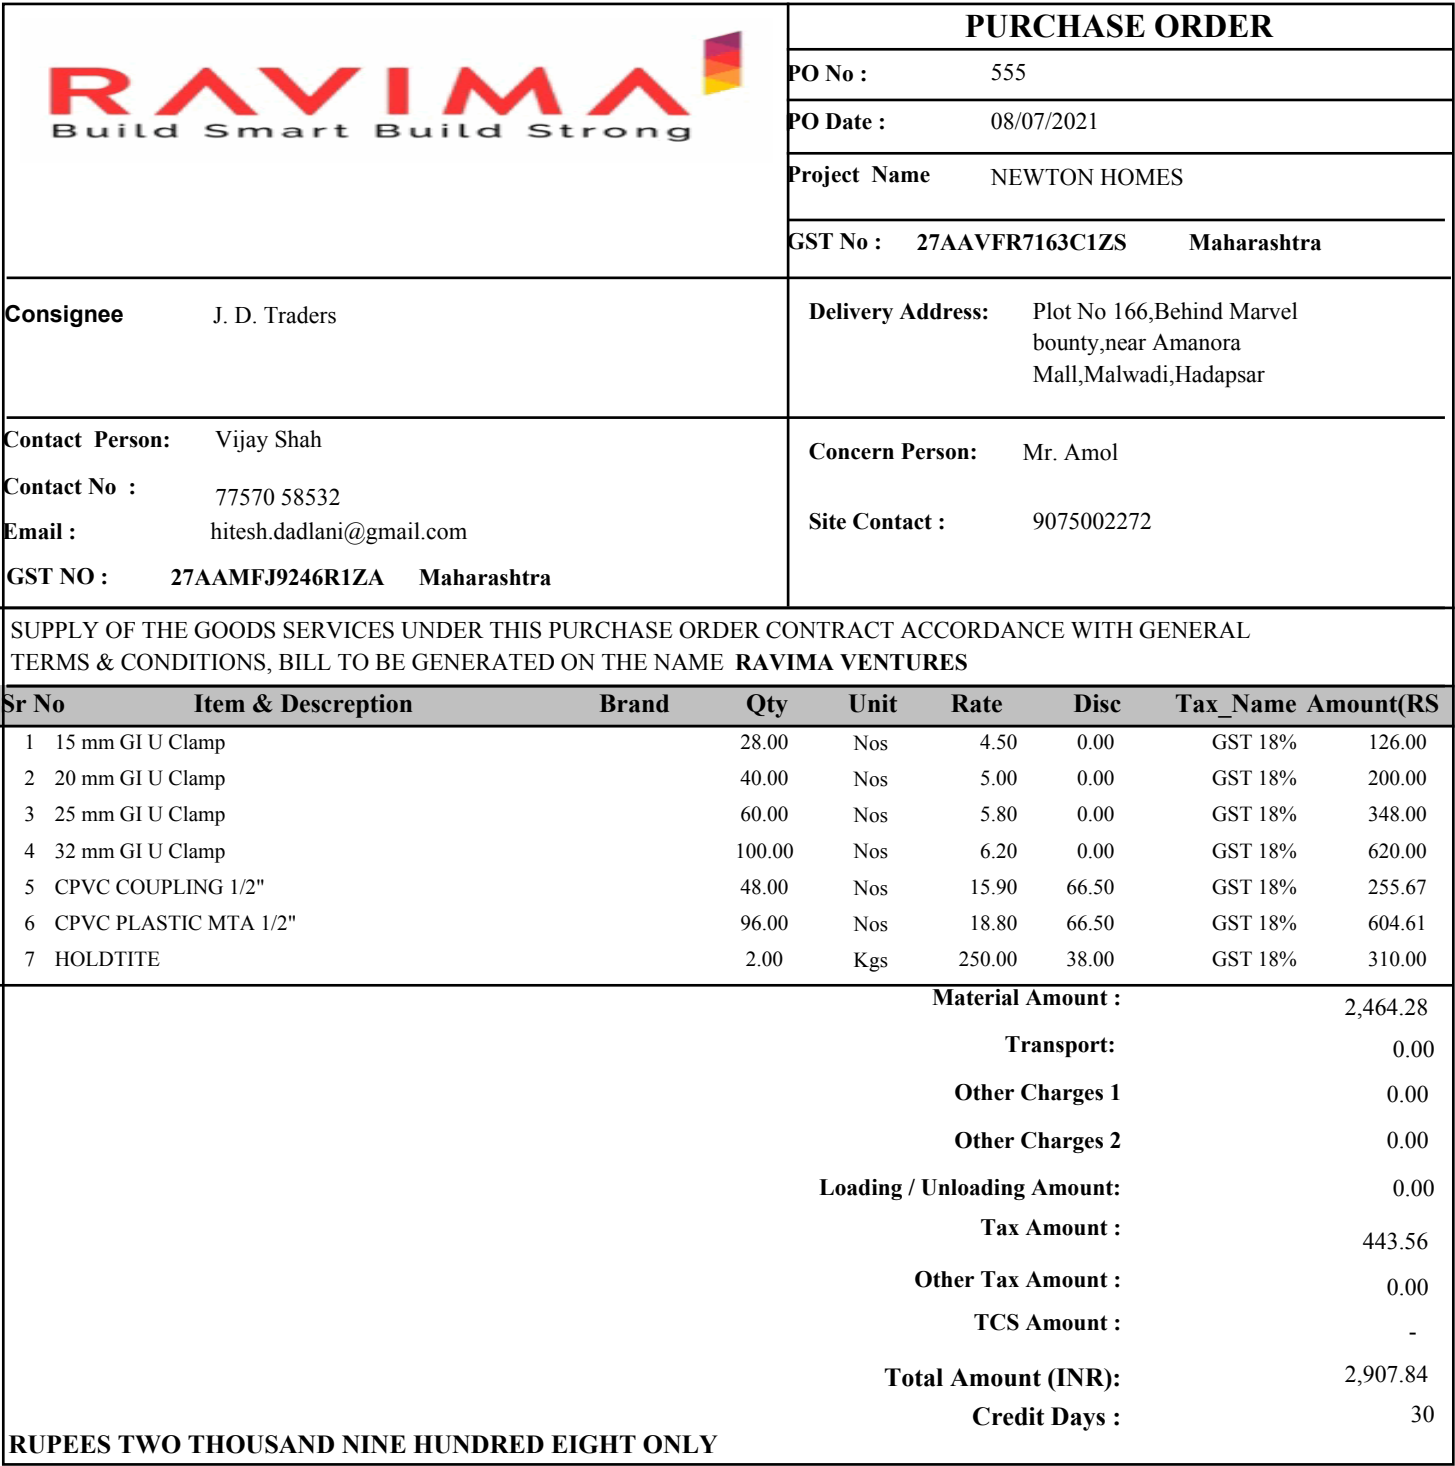 RAVIMA
Build Smart Build Strong
PURCHASE ORDER
PO No : 555
PO Date : 08/07/2021
Project Name NEWTON HOMES
GST No : 27AAVFR7163C1ZS Maharashtra
Consignee J. D. Traders
Delivery Address: Plot No 166,Behind Marvel
bounty,near Amanora
Mall,Malwadi,Hadapsar
Contact Person: Vijay Shah
Contact No : 77570 58532
Email : hitesh.dadlani@gmail.com
GST NO : 27AAMFJ9246R1ZA Maharashtra
Concern Person: Mr. Amol
Site Contact : 9075002272
SUPPLY OF THE GOODS SERVICES UNDER THIS PURCHASE ORDER CONTRACT ACCORDANCE WITH GENERAL
TERMS & CONDITIONS, BILL TO BE GENERATED ON THE NAME RAVIMA VENTURES
Sr No Item & Descreption Brand Qty Unit Rate Disc Tax_Name Amount(RS
1 15 mm GI U Clamp 28.00 Nos 4.50 0.00 GST 18% 126.00
2 20 mm GI U Clamp 40.00 Nos 5.00 0.00 GST 18% 200.00
3 25 mm GI U Clamp 60.00 Nos 5.80 0.00 GST 18% 348.00
4 32 mm GI U Clamp 100.00 Nos 6.20 0.00 GST 18% 620.00
5 CPVC COUPLING 1/2" 48.00 Nos 15.90 66.50 GST 18% 255.67
6 CPVC PLASTIC MTA 1/2" 96.00 Nos 18.80 66.50 GST 18% 604.61
7 HOLDTITE 2.00 Kgs 250.00 38.00 GST 18% 310.00
Material Amount : 2,464.28
Transport: 0.00
Other Charges 1 0.00
Other Charges 2 0.00
Loading / Unloading Amount: 0.00
Tax Amount : 443.56
Other Tax Amount : 0.00
TCS Amount : -
Total Amount (INR): 2,907.84
Credit Days : 30
RUPEES TWO THOUSAND NINE HUNDRED EIGHT ONLY